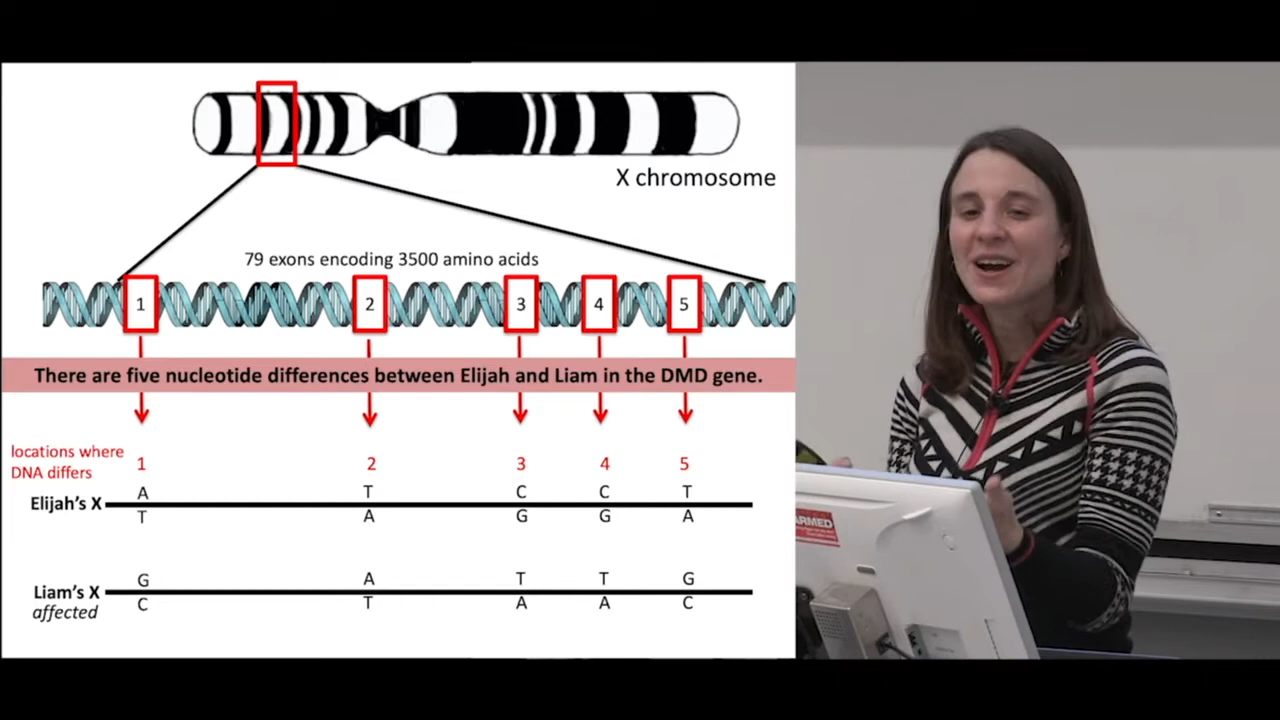 X chromosome
79 exons encoding 3500 amino acids
1 2 3 4 5
There are five nucleotide differences between Elijah and Liam in the DMD gene.
locations where
DNA differs
1 2 3 4 5
A T C C T
Elijah's X
T A G G A
G A T T G
Liam's X
affected
C T A A C
ARMED